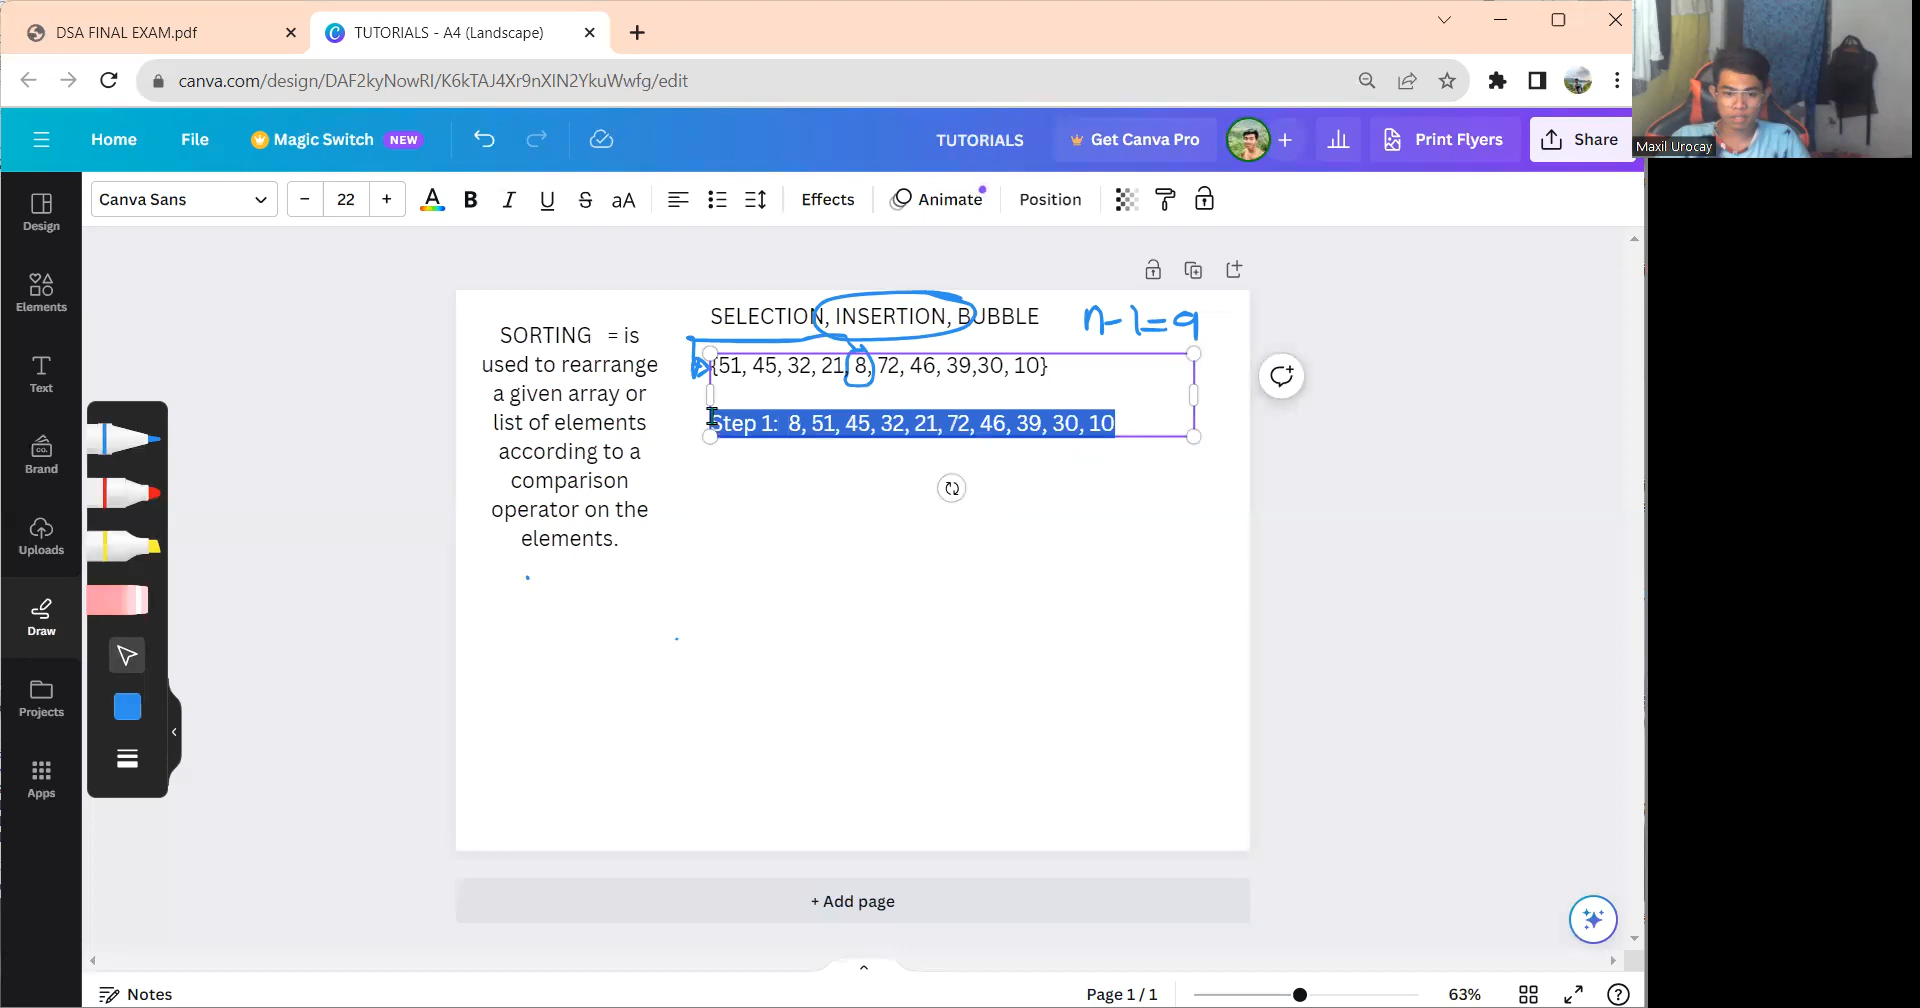 DSA FINAL EXAM.pdf
TUTORIALS - A4 (Landscape)
canva.com/design/DAF2kyNowRI/K6kTAJ4Xr9nXIN2YkuWwfg/edit
Home File Magic Switch NEW TUTORIALS Get Canva Pro Print Flyers Share
Maxil Urocay
Canva Sans 22 A B I U S aA Effects Animate Position
Design
Elements
Text
Brand
Uploads
Draw
Projects
Apps
SORTING = is
used to rearrange
a given array or
list of elements
according to a
comparison
operator on the
elements.
SELECTION, INSERTION, BUBBLE
n-1=9
{51, 45, 32, 21, 8, 72, 46, 39,30, 10}
Step 1: 8, 51, 45, 32, 21, 72, 46, 39, 30, 10
+ Add page
Notes
Page 1 / 1
63%